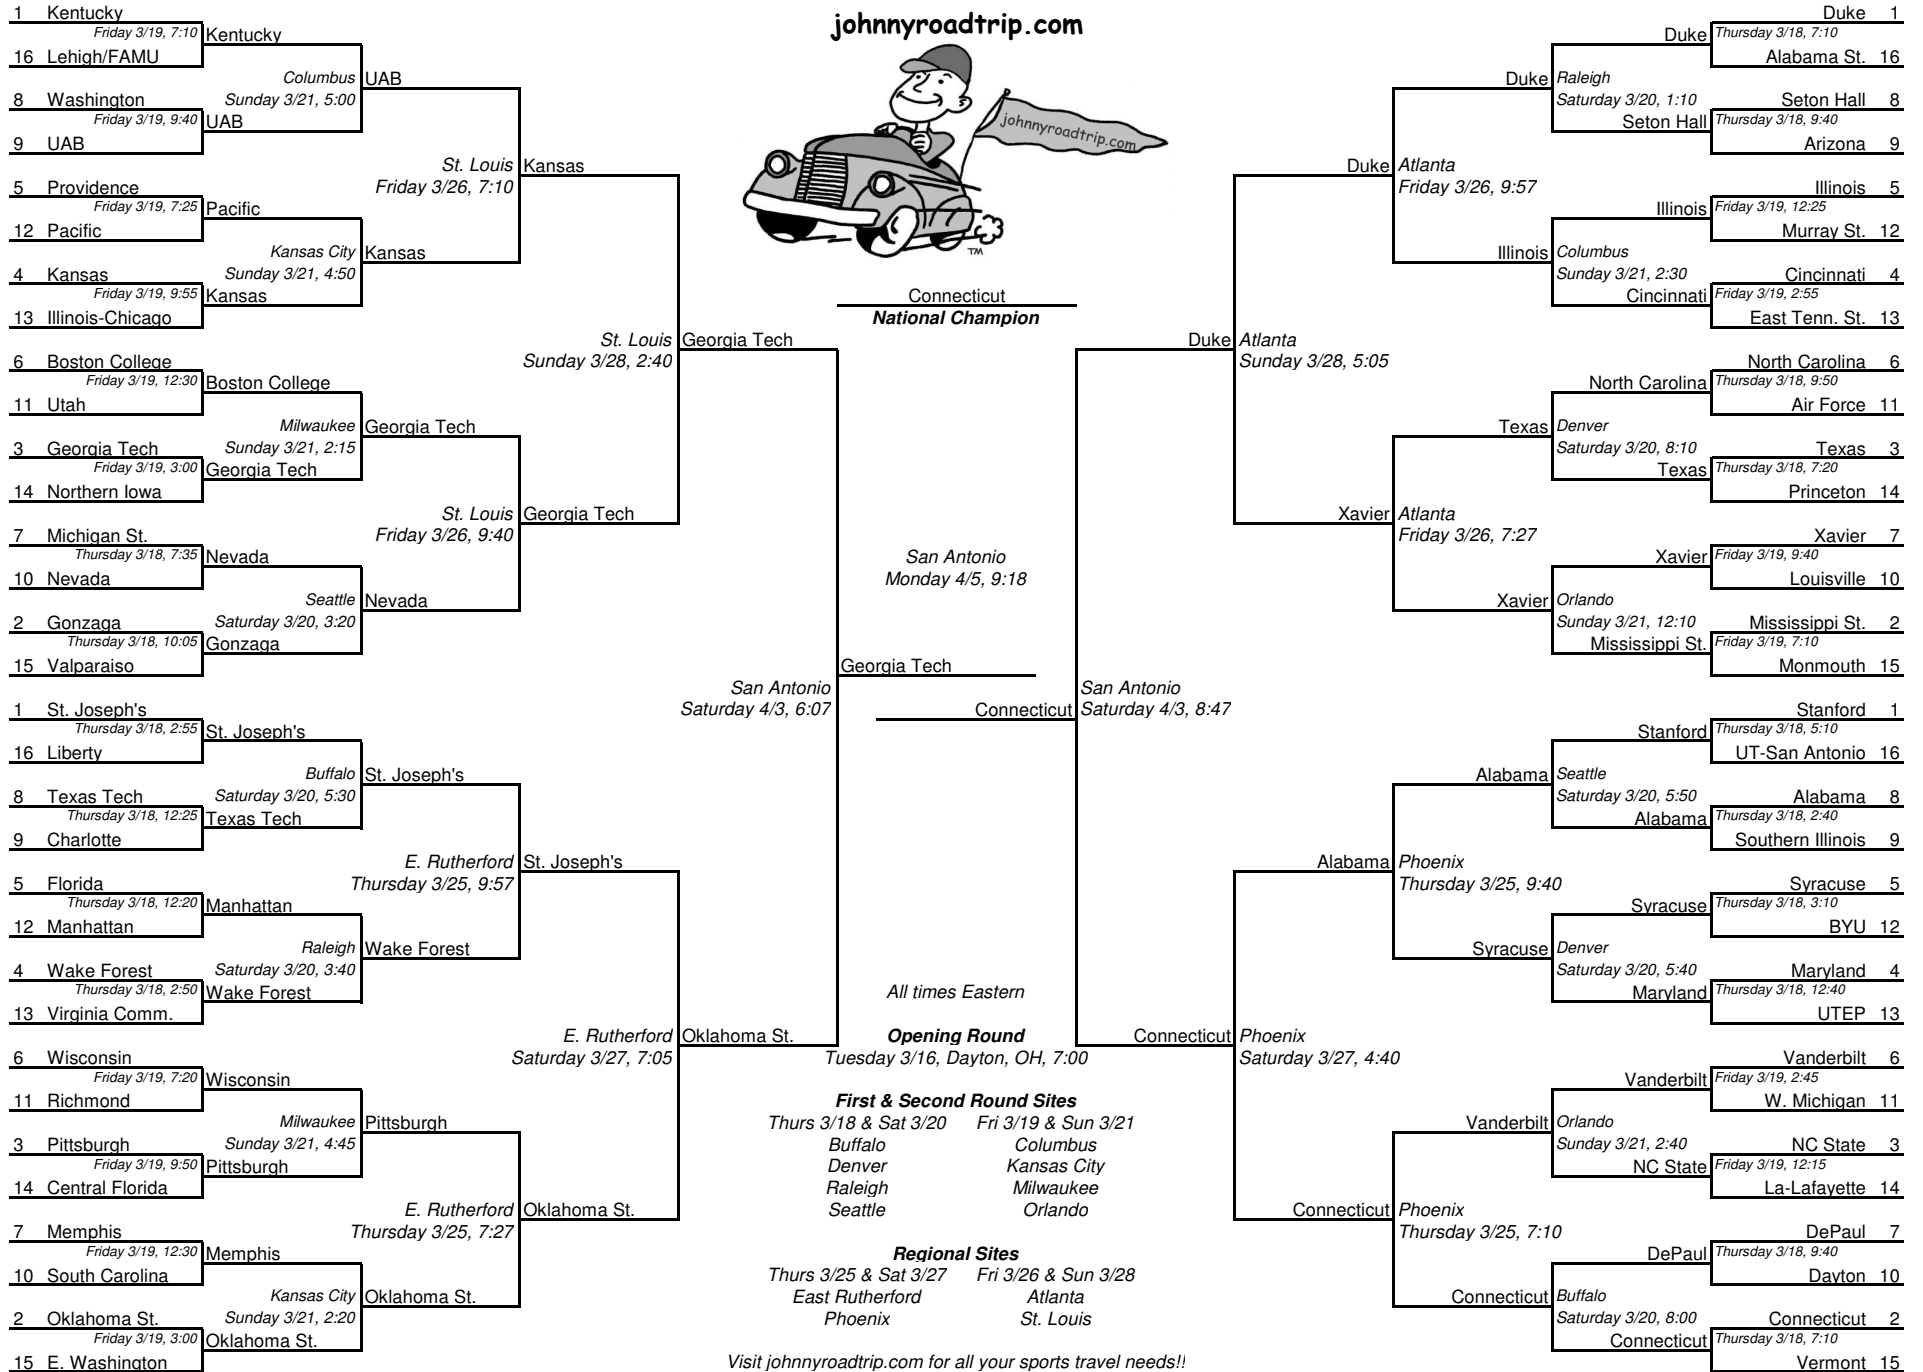 johnnyroadtrip.com
johnnyroadtrip.com
TM
1 Kentucky
Friday 3/19, 7:10
Kentucky
16 Lehigh/FAMU
Columbus
Sunday 3/21, 5:00
UAB
8 Washington
Friday 3/19, 9:40
UAB
9 UAB
St. Louis
Friday 3/26, 7:10
Kansas
5 Providence
Friday 3/19, 7:25
Pacific
12 Pacific
Kansas City
Sunday 3/21, 4:50
Kansas
4 Kansas
Friday 3/19, 9:55
Kansas
13 Illinois-Chicago
St. Louis
Sunday 3/28, 2:40
Georgia Tech
6 Boston College
Friday 3/19, 12:30
Boston College
11 Utah
Milwaukee
Sunday 3/21, 2:15
Georgia Tech
3 Georgia Tech
Friday 3/19, 3:00
Georgia Tech
14 Northern Iowa
St. Louis
Friday 3/26, 9:40
Georgia Tech
7 Michigan St.
Thursday 3/18, 7:35
Nevada
10 Nevada
Seattle
Saturday 3/20, 3:20
Nevada
2 Gonzaga
Thursday 3/18, 10:05
Gonzaga
15 Valparaiso
San Antonio
Saturday 4/3, 6:07
Georgia Tech
1 St. Joseph's
Thursday 3/18, 2:55
St. Joseph's
16 Liberty
Buffalo
Saturday 3/20, 5:30
St. Joseph's
8 Texas Tech
Thursday 3/18, 12:25
Texas Tech
9 Charlotte
E. Rutherford
Thursday 3/25, 9:57
St. Joseph's
5 Florida
Thursday 3/18, 12:20
Manhattan
12 Manhattan
Raleigh
Saturday 3/20, 3:40
Wake Forest
4 Wake Forest
Thursday 3/18, 2:50
Wake Forest
13 Virginia Comm.
E. Rutherford
Saturday 3/27, 7:05
Oklahoma St.
6 Wisconsin
Friday 3/19, 7:20
Wisconsin
11 Richmond
Milwaukee
Sunday 3/21, 4:45
Pittsburgh
3 Pittsburgh
Friday 3/19, 9:50
Pittsburgh
14 Central Florida
E. Rutherford
Thursday 3/25, 7:27
Oklahoma St.
7 Memphis
Friday 3/19, 12:30
Memphis
10 South Carolina
Kansas City
Sunday 3/21, 2:20
Oklahoma St.
2 Oklahoma St.
Friday 3/19, 3:00
Oklahoma St.
15 E. Washington
Connecticut
National Champion
San Antonio
Monday 4/5, 9:18
All times Eastern
Opening Round
Tuesday 3/16, Dayton, OH, 7:00
First & Second Round Sites
Thurs 3/18 & Sat 3/20 Fri 3/19 & Sun 3/21
Buffalo Columbus
Denver Kansas City
Raleigh Milwaukee
Seattle Orlando
Regional Sites
Thurs 3/25 & Sat 3/27 Fri 3/26 & Sun 3/28
East Rutherford Atlanta
Phoenix St. Louis
Visit johnnyroadtrip.com for all your sports travel needs!!
Duke 1
Thursday 3/18, 7:10
Duke
Alabama St. 16
Duke
Raleigh
Saturday 3/20, 1:10
Seton Hall 8
Thursday 3/18, 9:40
Seton Hall
Arizona 9
Duke
Atlanta
Friday 3/26, 9:57
Illinois 5
Friday 3/19, 12:25
Illinois
Murray St. 12
Illinois
Columbus
Sunday 3/21, 2:30
Cincinnati 4
Friday 3/19, 2:55
Cincinnati
East Tenn. St. 13
Duke
Atlanta
Sunday 3/28, 5:05
North Carolina 6
Thursday 3/18, 9:50
North Carolina
Air Force 11
Texas
Denver
Saturday 3/20, 8:10
Texas 3
Thursday 3/18, 7:20
Texas
Princeton 14
Xavier
Atlanta
Friday 3/26, 7:27
Xavier 7
Friday 3/19, 9:40
Xavier
Louisville 10
Xavier
Orlando
Sunday 3/21, 12:10
Mississippi St. 2
Friday 3/19, 7:10
Mississippi St.
Monmouth 15
Connecticut
San Antonio
Saturday 4/3, 8:47
Stanford 1
Thursday 3/18, 5:10
Stanford
UT-San Antonio 16
Alabama
Seattle
Saturday 3/20, 5:50
Alabama 8
Thursday 3/18, 2:40
Alabama
Southern Illinois 9
Alabama
Phoenix
Thursday 3/25, 9:40
Syracuse 5
Thursday 3/18, 3:10
Syracuse
BYU 12
Syracuse
Denver
Saturday 3/20, 5:40
Maryland 4
Thursday 3/18, 12:40
Maryland
UTEP 13
Connecticut
Phoenix
Saturday 3/27, 4:40
Vanderbilt 6
Friday 3/19, 2:45
Vanderbilt
W. Michigan 11
Vanderbilt
Orlando
Sunday 3/21, 2:40
NC State 3
Friday 3/19, 12:15
NC State
La-Lafayette 14
Connecticut
Phoenix
Thursday 3/25, 7:10
DePaul 7
Thursday 3/18, 9:40
DePaul
Dayton 10
Connecticut
Buffalo
Saturday 3/20, 8:00
Connecticut 2
Thursday 3/18, 7:10
Connecticut
Vermont 15